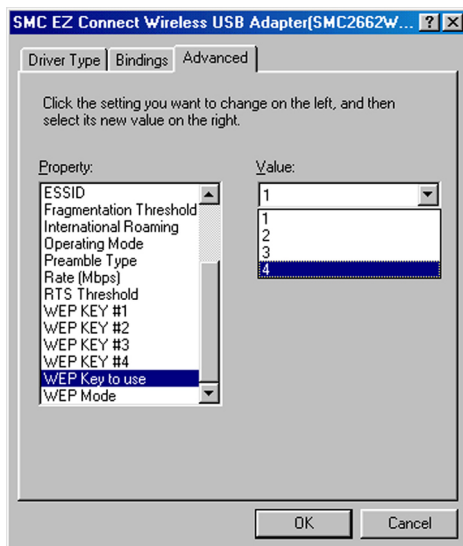 SMC EZ Connect Wireless USB Adapter(SMC2662W... ? X
Driver Type Bindings Advanced
Click the setting you want to change on the left, and then
select its new value on the right.
Property:
ESSID
Fragmentation Threshold
International Roaming
Operating Mode
Preamble Type
Rate (Mbps)
RTS Threshold
WEP KEY #1
WEP KEY #2
WEP KEY #3
WEP KEY #4
WEP Key to use
WEP Mode
Value:
1
1
2
3
4
OK Cancel